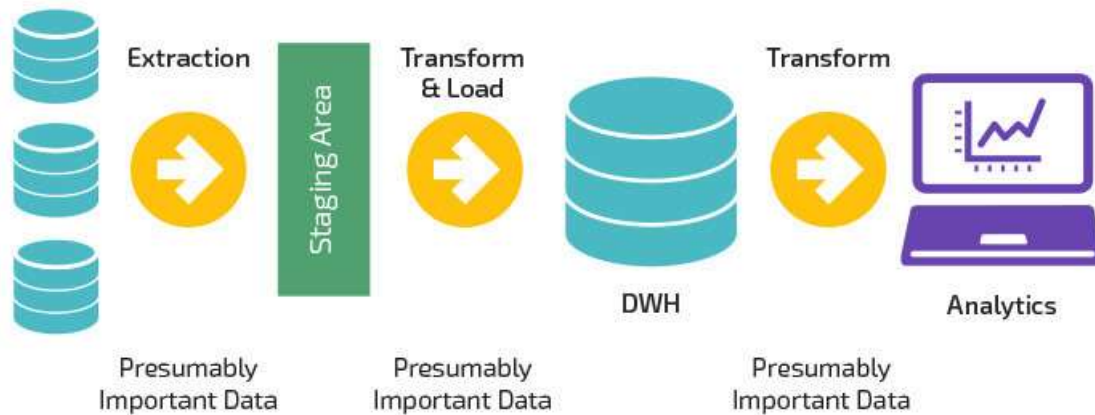 Extraction
Staging Area
Transform
& Load
DWH
Transform
Analytics
Presumably
Important Data
Presumably
Important Data
Presumably
Important Data